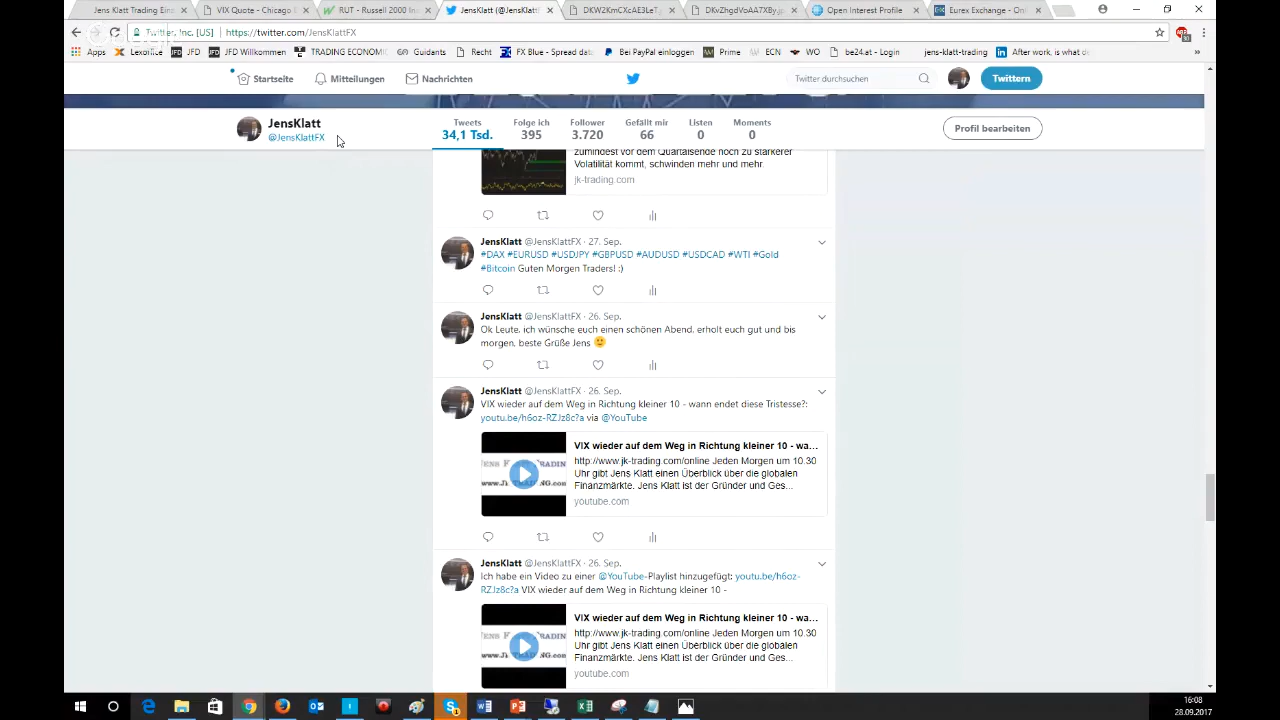 Jens Klatt Trading Ema
VIX Quote - Chicago B
RUT - Russell 2000 Ind
JensKlatt (@JensKlattF
DKW2KmCXcAE3LeT.j
DKvZhgdVoAA7XBy.jp
Open Interest Profile
Eurex Exchange - Onl
Twitter, Inc. [US]
https://twitter.com/JensKlattFX
Apps
Lexolino
JFD
JFD Willkommen
TRADING ECONOMIC
Guidants
Recht
FX Blue - Spread data
Bei PayPal einloggen
Prime
ECN
WO
be24.at - Login
jens-klatt-trading
After work, is what de
»
Startseite
Mitteilungen
Nachrichten
Twitter durchsuchen
Twittern
JensKlatt
@JensKlattFX
Tweets
34,1 Tsd.
Folge ich
395
Follower
3.720
Gefällt mir
66
Listen
0
Moments
0
Profil bearbeiten
zumindest vor dem Quartalsende noch zu stärkerer
Volatilität kommt, schwinden mehr und mehr.
jk-trading.com
JensKlatt @JensKlattFX · 27. Sep.
#DAX #EURUSD #USDJPY #GBPUSD #AUDUSD #USDCAD #WTI #Gold
#Bitcoin Guten Morgen Traders! :)
JensKlatt @JensKlattFX · 26. Sep.
Ok Leute, ich wünsche euch einen schönen Abend, erholt euch gut und bis
morgen, beste Grüße Jens 🙂
JensKlatt @JensKlattFX · 26. Sep.
VIX wieder auf dem Weg in Richtung kleiner 10 - wann endet diese Tristesse?:
youtu.be/h6oz-RZJz8c?a via @YouTube
VIX wieder auf dem Weg in Richtung kleiner 10 - wa...
http://www.jk-trading.com/online Jeden Morgen um 10.30
Uhr gibt Jens Klatt einen Überblick über die globalen
Finanzmärkte. Jens Klatt ist der Gründer und Ges...
youtube.com
JensKlatt @JensKlattFX · 26. Sep.
Ich habe ein Video zu einer @YouTube-Playlist hinzugefügt: youtu.be/h6oz-
RZJz8c?a VIX wieder auf dem Weg in Richtung kleiner 10 -
VIX wieder auf dem Weg in Richtung kleiner 10 - wa...
http://www.jk-trading.com/online Jeden Morgen um 10.30
Uhr gibt Jens Klatt einen Überblick über die globalen
Finanzmärkte. Jens Klatt ist der Gründer und Ges...
youtube.com
16:08
28.09.2017